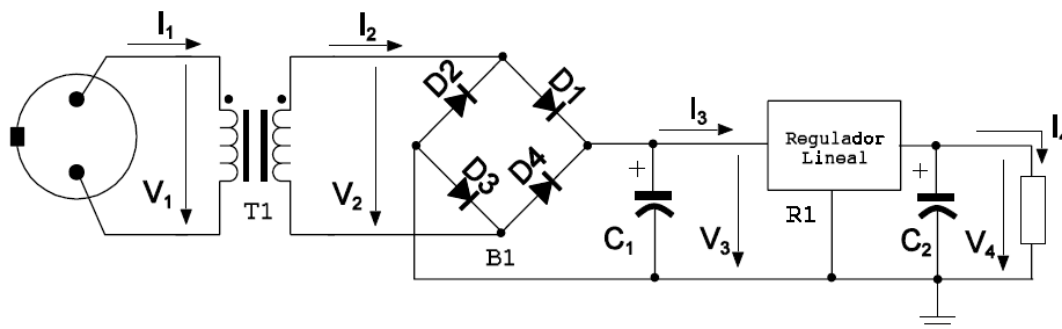 I1
I2
D2
D1
I3
Regulador
Lineal
I4
V1
T1
V2
D3
D4
B1
+
C1
V3
R1
+
C2
V4